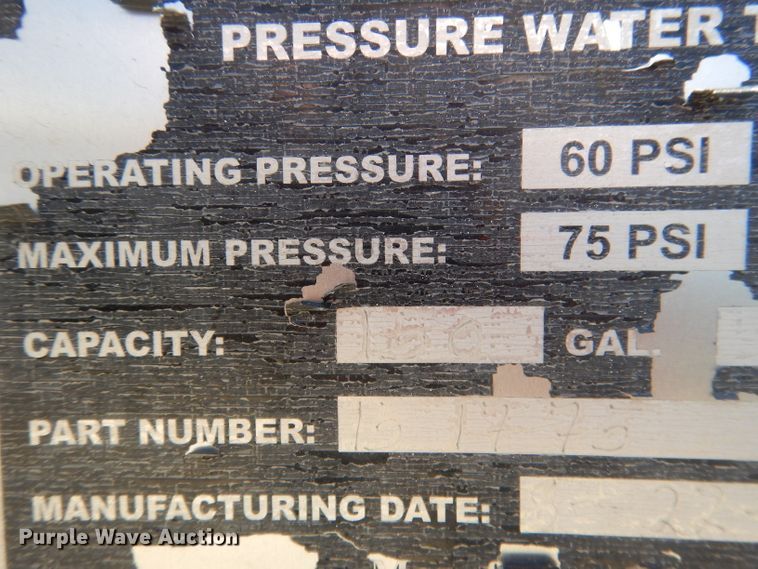 PRESSURE WATER
OPERATING PRESSURE: 60 PSI
MAXIMUM PRESSURE: 75 PSI
CAPACITY: GAL.
PART NUMBER:
MANUFACTURING DATE:
Purple Wave Auction